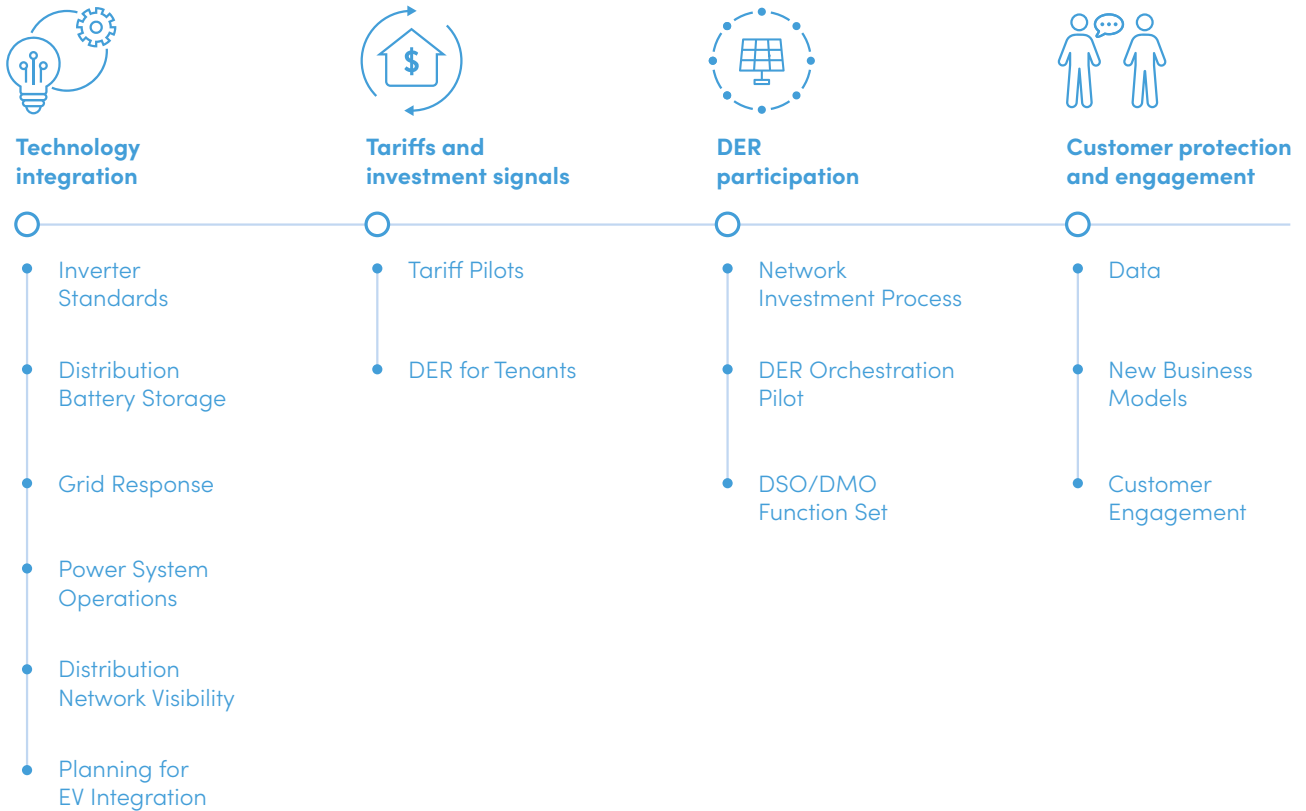 $
Technology
integration
Inverter
Standards
Distribution
Battery Storage
Grid Response
Power System
Operations
Distribution
Network Visibility
Planning for
EV Integration
Tariffs and
investment signals
Tariff Pilots
DER for Tenants
DER
participation
Network
Investment Process
DER Orchestration
Pilot
DSO/DMO
Function Set
Customer protection
and engagement
Data
New Business
Models
Customer
Engagement